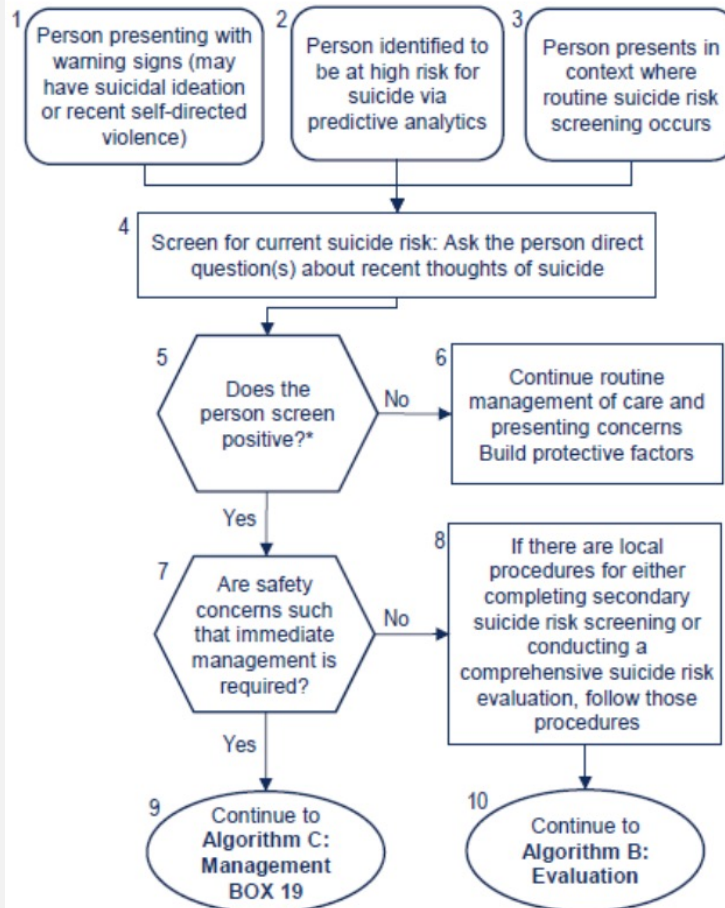 1
Person presenting with
warning signs (may
have suicidal ideation
or recent self-directed
violence)
2
Person identified to
be at high risk for
suicide via
predictive analytics
3
Person presents in
context where
routine suicide risk
screening occurs
4
Screen for current suicide risk: Ask the person direct
question(s) about recent thoughts of suicide
5
Does the
person screen
positive?*
No
6
Continue routine
management of care and
presenting concerns
Build protective factors
Yes
7
Are safety
concerns such
that immediate
management is
required?
No
8
If there are local
procedures for either
completing secondary
suicide risk screening or
conducting a
comprehensive suicide risk
evaluation, follow those
procedures
Yes
9
Continue to
Algorithm C:
Management
BOX 19
10
Continue to
Algorithm B:
Evaluation